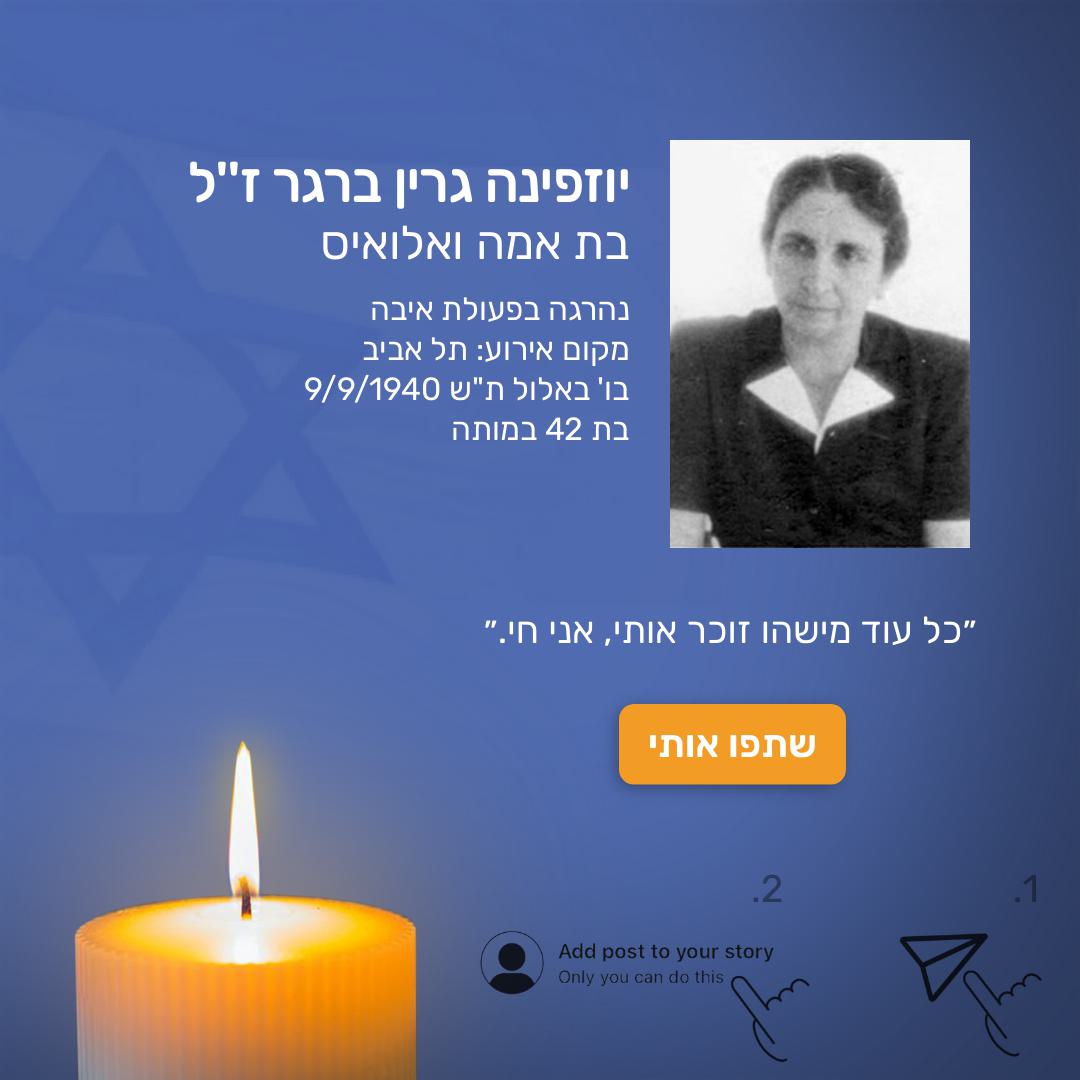 יוזפינה גרין ברגר ז"ל
בת אמה ואלואיס
נהרגה בפעולת איבה
מקום אירוע: תל אביב
בו' באלול ת"ש 9/9/1940
בת 42 במותה
"כל עוד מישהו זוכר אותי, אני חי."
שתפו אותי
.1
.2
Add post to your story
Only you can do this